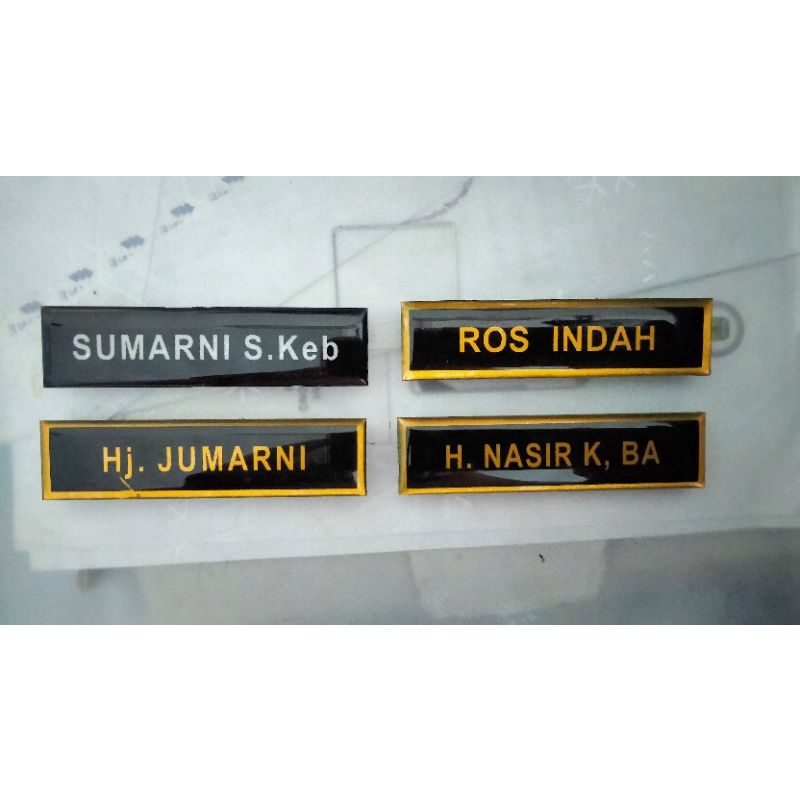 SUMARNI S.Keb
ROS INDAH
Hj. JUMARNI
H. NASIR K, BA